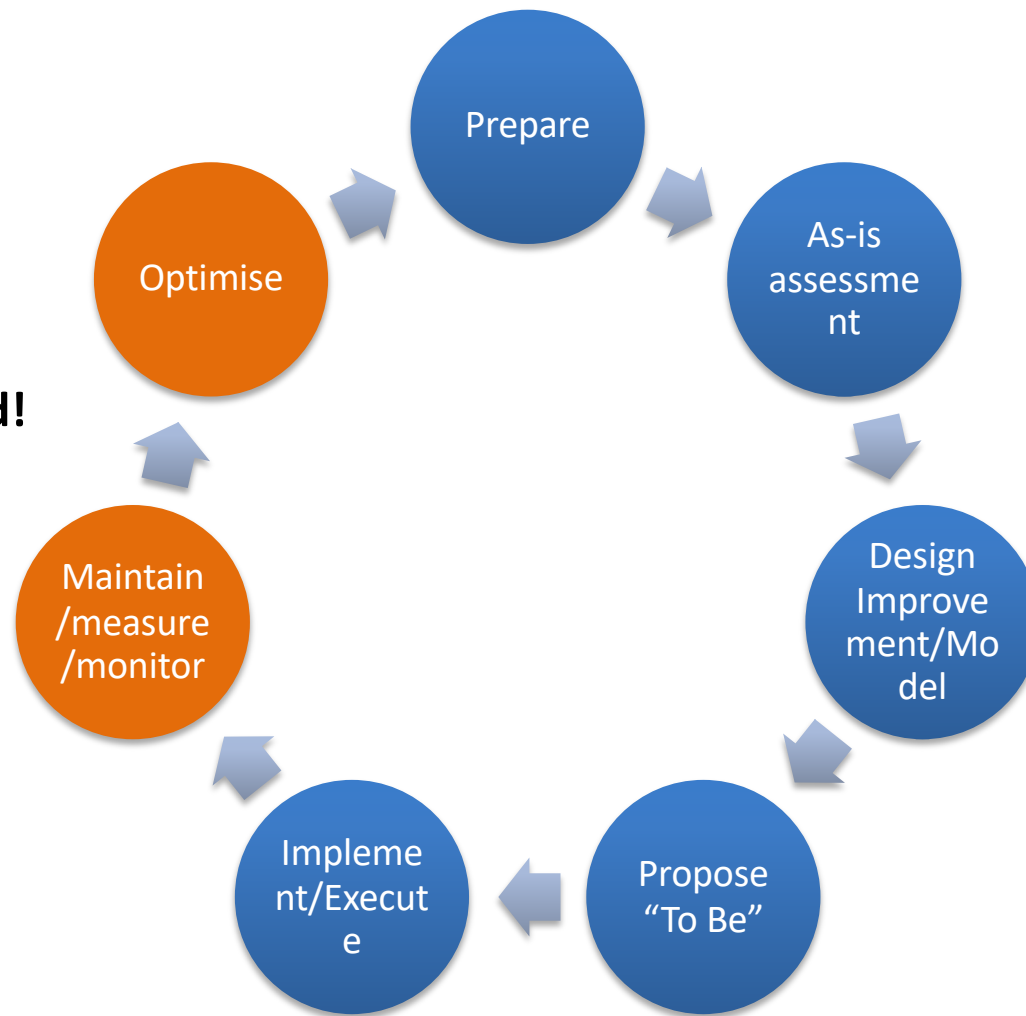 Prepare
As-is
assessme
nt
Design
Improve
ment/Mo
del
Propose
“To Be”
Impleme
nt/Execut
e
Maintain
/measure
/monitor
Optimise